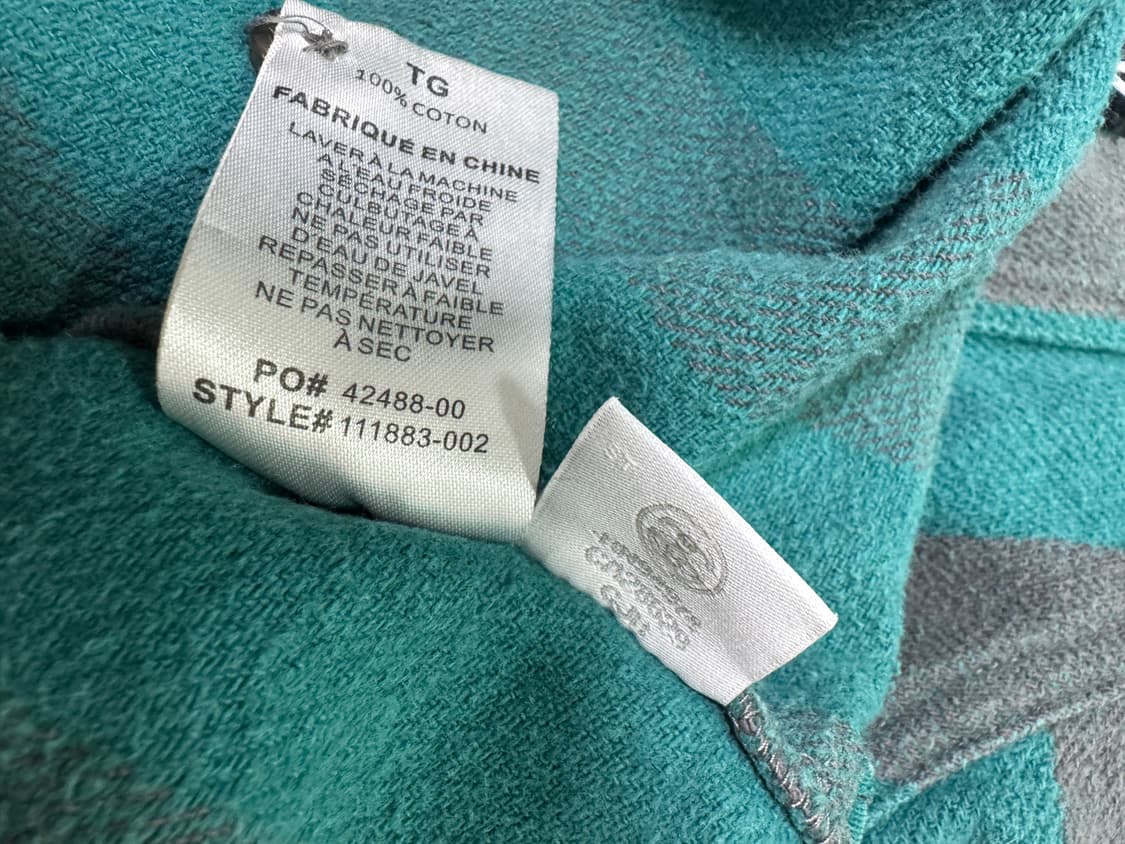 TG
100% COTON
FABRIQUÉ EN CHINE
LAVER À LA MACHINE
À L'EAU FROIDE
SÉCHAGE PAR
CULBUTAGE À
CHALEUR FAIBLE
NE PAS UTILISER
D'EAU DE JAVEL
REPASSER À FAIBLE
TEMPÉRATURE
NE PAS NETTOYER
À SEC
PO# 42488-00
STYLE# 111883-002